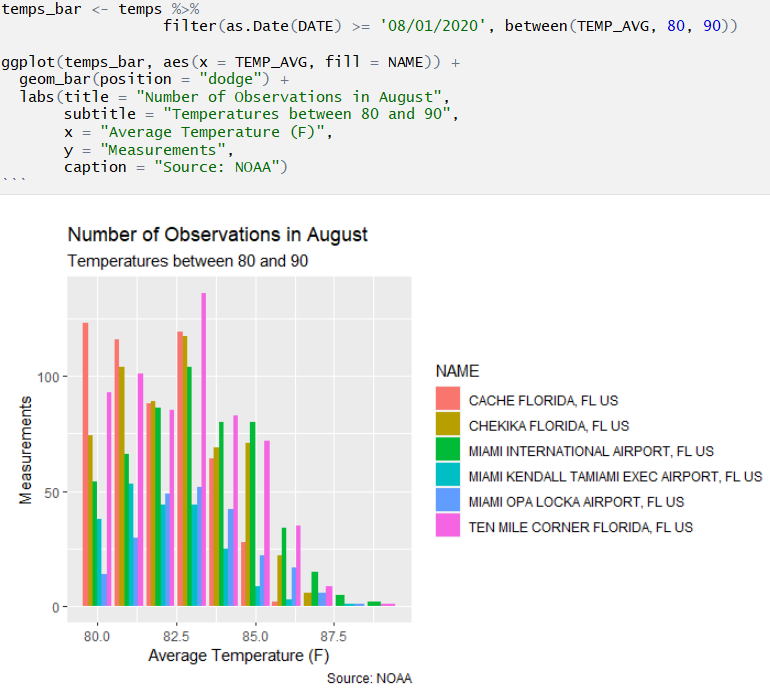 temps_bar <- temps %>%
filter(as.Date(DATE) >= '08/01/2020', between(TEMP_AVG, 80, 90))
ggplot(temps_bar, aes(x = TEMP_AVG, fill = NAME)) +
geom_bar(position = "dodge") +
labs(title = "Number of Observations in August",
subtitle = "Temperatures between 80 and 90",
x = "Average Temperature (F)",
y = "Measurements",
caption = "Source: NOAA")
```
Number of Observations in August
Temperatures between 80 and 90
Measurements
100
50
0
80.0 82.5 85.0 87.5
Average Temperature (F)
Source: NOAA
NAME
CACHE FLORIDA, FL US
CHEKIKA FLORIDA, FL US
MIAMI INTERNATIONAL AIRPORT, FL US
MIAMI KENDALL TAMIAMI EXEC AIRPORT, FL US
MIAMI OPA LOCKA AIRPORT, FL US
TEN MILE CORNER FLORIDA, FL US